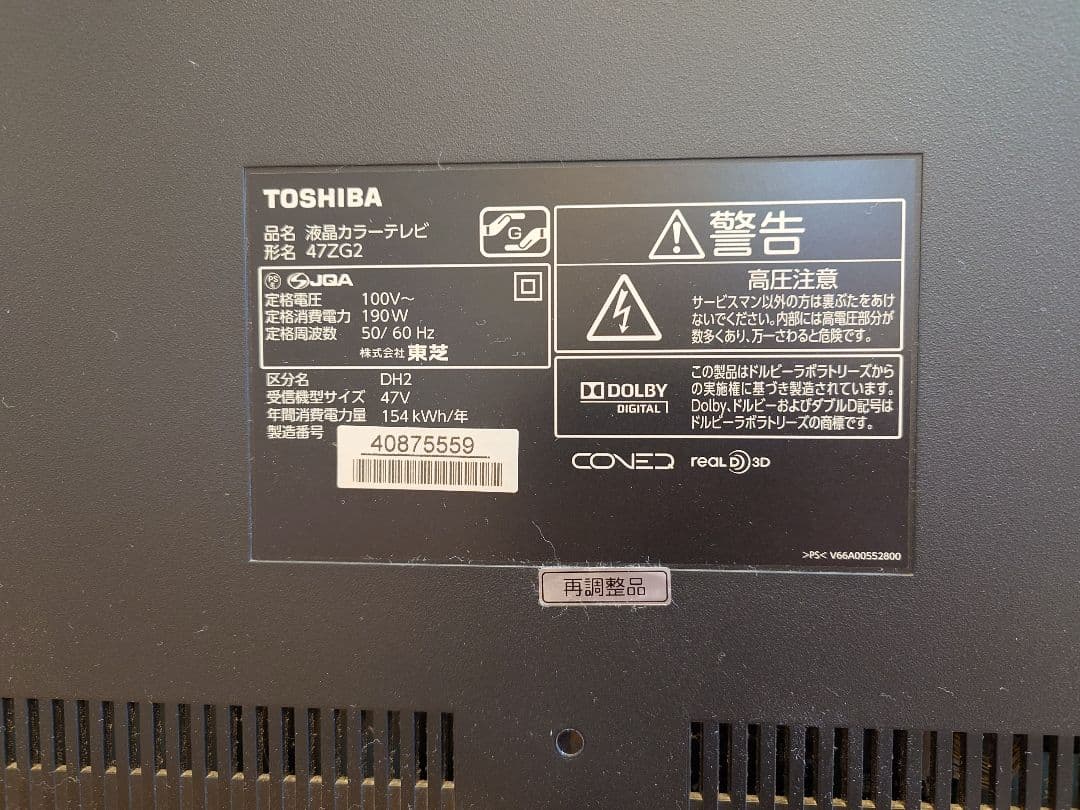 TOSHIBA
品名 液晶カラーテレビ
形名 47ZG2
G
PS JQA
定格電圧 100V~
定格消費電力 190W
定格周波数 50/60 Hz
株式会社 東芝
区分名 DH2
受信機型サイズ 47V
年間消費電力量 154 kWh/年
製造番号
40875559
警告
高圧注意
サービスマン以外の方は裏ぶたをあけ
ないでください。内部には高電圧部分が
数多くあり、万一さわると危険です。
DOLBY
DIGITAL
この製品はドルビーラボラトリーズから
の実施権に基づき製造されています。
Dolby、ドルビーおよびダブルD記号は
ドルビーラボラトリーズの商標です。
CONEQ
REAL D 3D
>PS< V66A00552800
再調整品